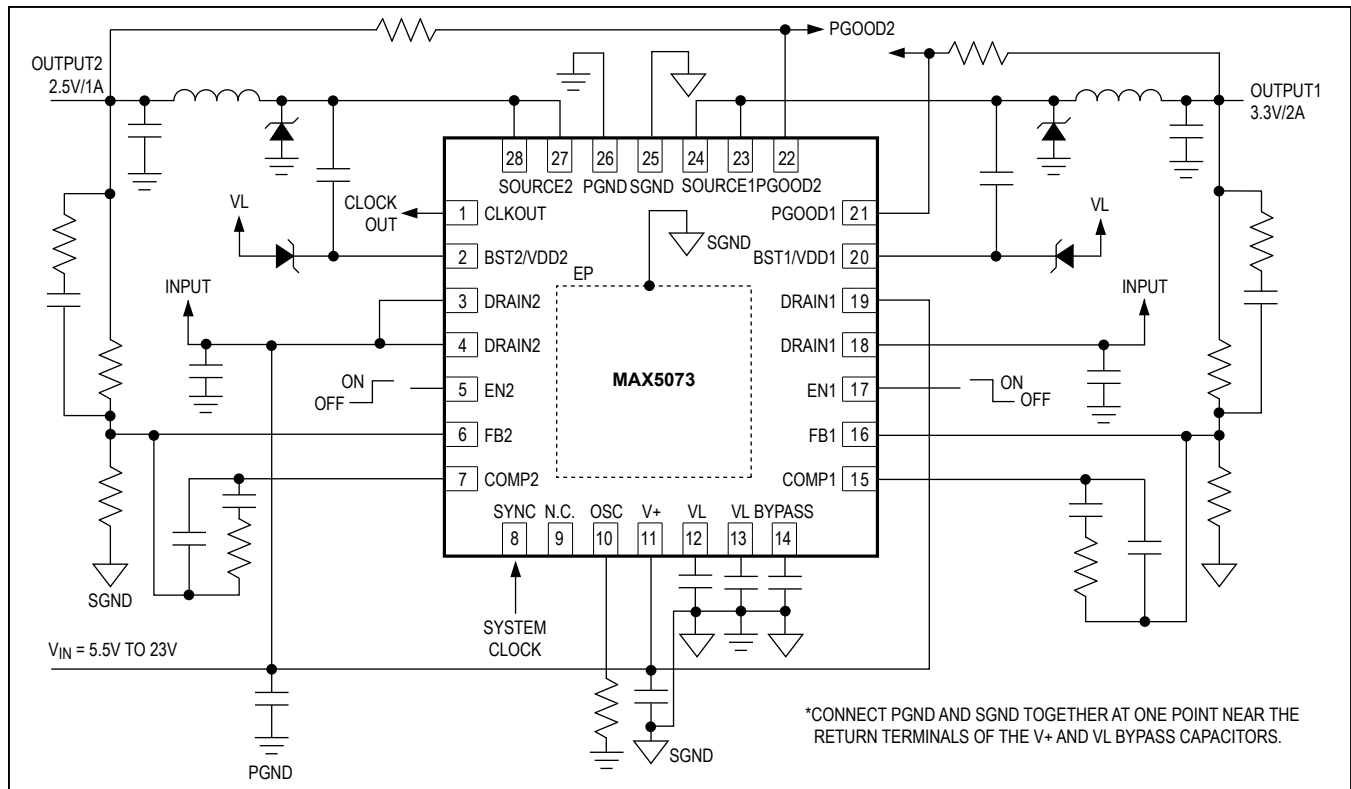 PGOOD2
OUTPUT2
2.5V/1A
OUTPUT1
3.3V/2A
28
27
26
25
24
23
22
SOURCE2
PGND
SGND
SOURCE1
PGOOD2
CLOCK
OUT
1
CLKOUT
PGOOD1
21
VL
SGND
VL
2
BST2/VDD2
BST1/VDD1
20
EP
INPUT
3
DRAIN2
DRAIN1
19
INPUT
4
DRAIN2
DRAIN1
18
MAX5073
ON
OFF
5
EN2
EN1
17
ON
OFF
6
FB2
FB1
16
7
COMP2
COMP1
15
SYNC
N.C.
OSC
V+
VL
VL
BYPASS
8
9
10
11
12
13
14
SGND
SYSTEM
CLOCK
VIN = 5.5V TO 23V
PGND
SGND
*CONNECT PGND AND SGND TOGETHER AT ONE POINT NEAR THE
RETURN TERMINALS OF THE V+ AND VL BYPASS CAPACITORS.